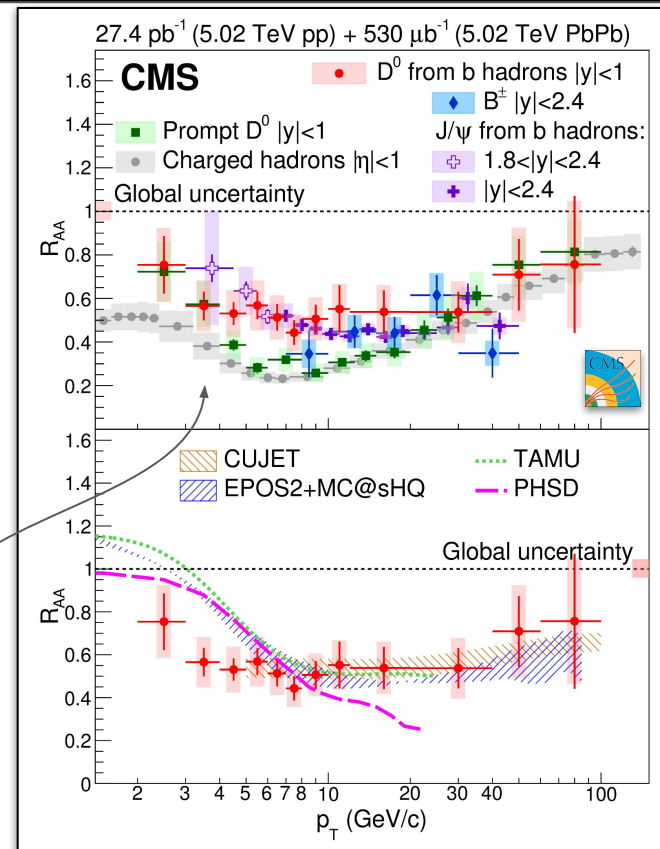 27.4 pb⁻¹ (5.02 TeV pp) + 530 μb⁻¹ (5.02 TeV PbPb)
CMS
D⁰ from b hadrons |y|<1
B± |y|<2.4
Prompt D⁰ |y|<1
J/ψ from b hadrons:
Charged hadrons |η|<1
1.8<|y|<2.4
|y|<2.4
Global uncertainty
R_AA
1.6
1.4
1.2
1
0.8
0.6
0.4
0.2
CMS
CUJET
TAMU
EPOS2+MC@sHQ
PHSD
Global uncertainty
R_AA
1.6
1.4
1.2
1
0.8
0.6
0.4
0.2
0
2 3 4 5 6 7 8 10 20 30 40 100
p_T (GeV/c)